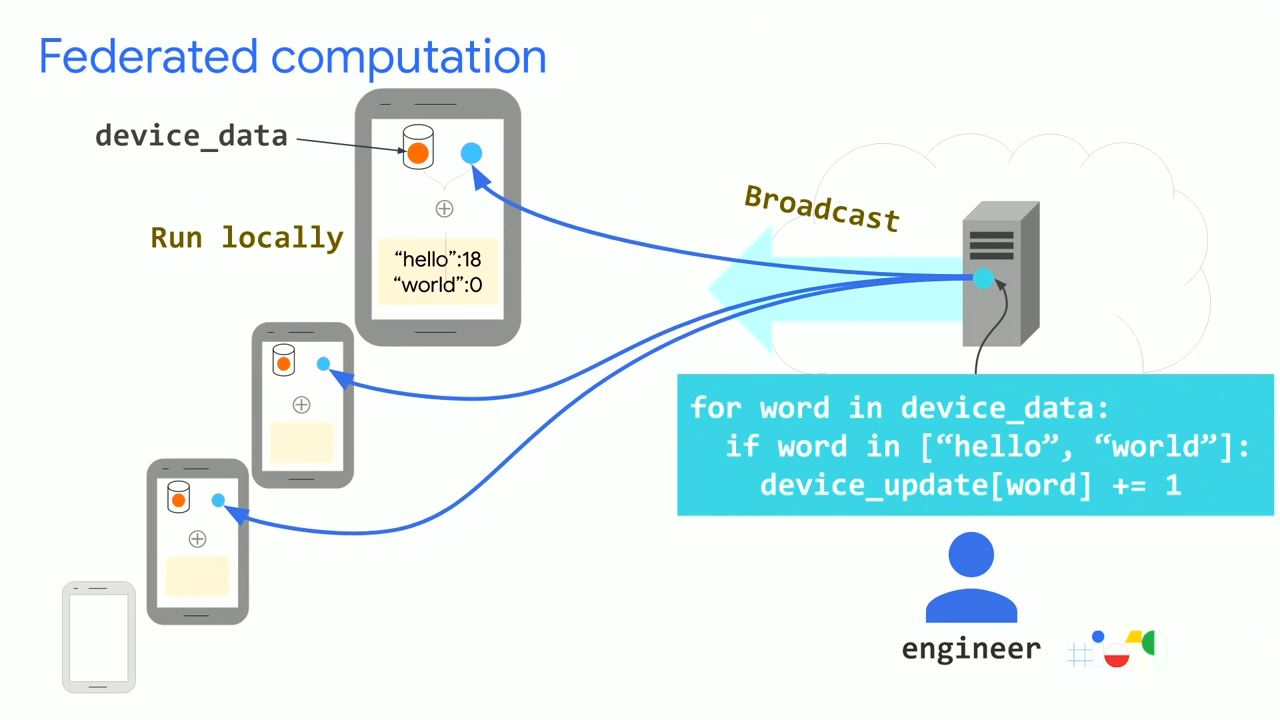 Federated computation
device_data
Run locally
“hello”:18
“world”:0
Broadcast
for word in device_data:
if word in [“hello”, “world”]:
device_update[word] += 1
engineer